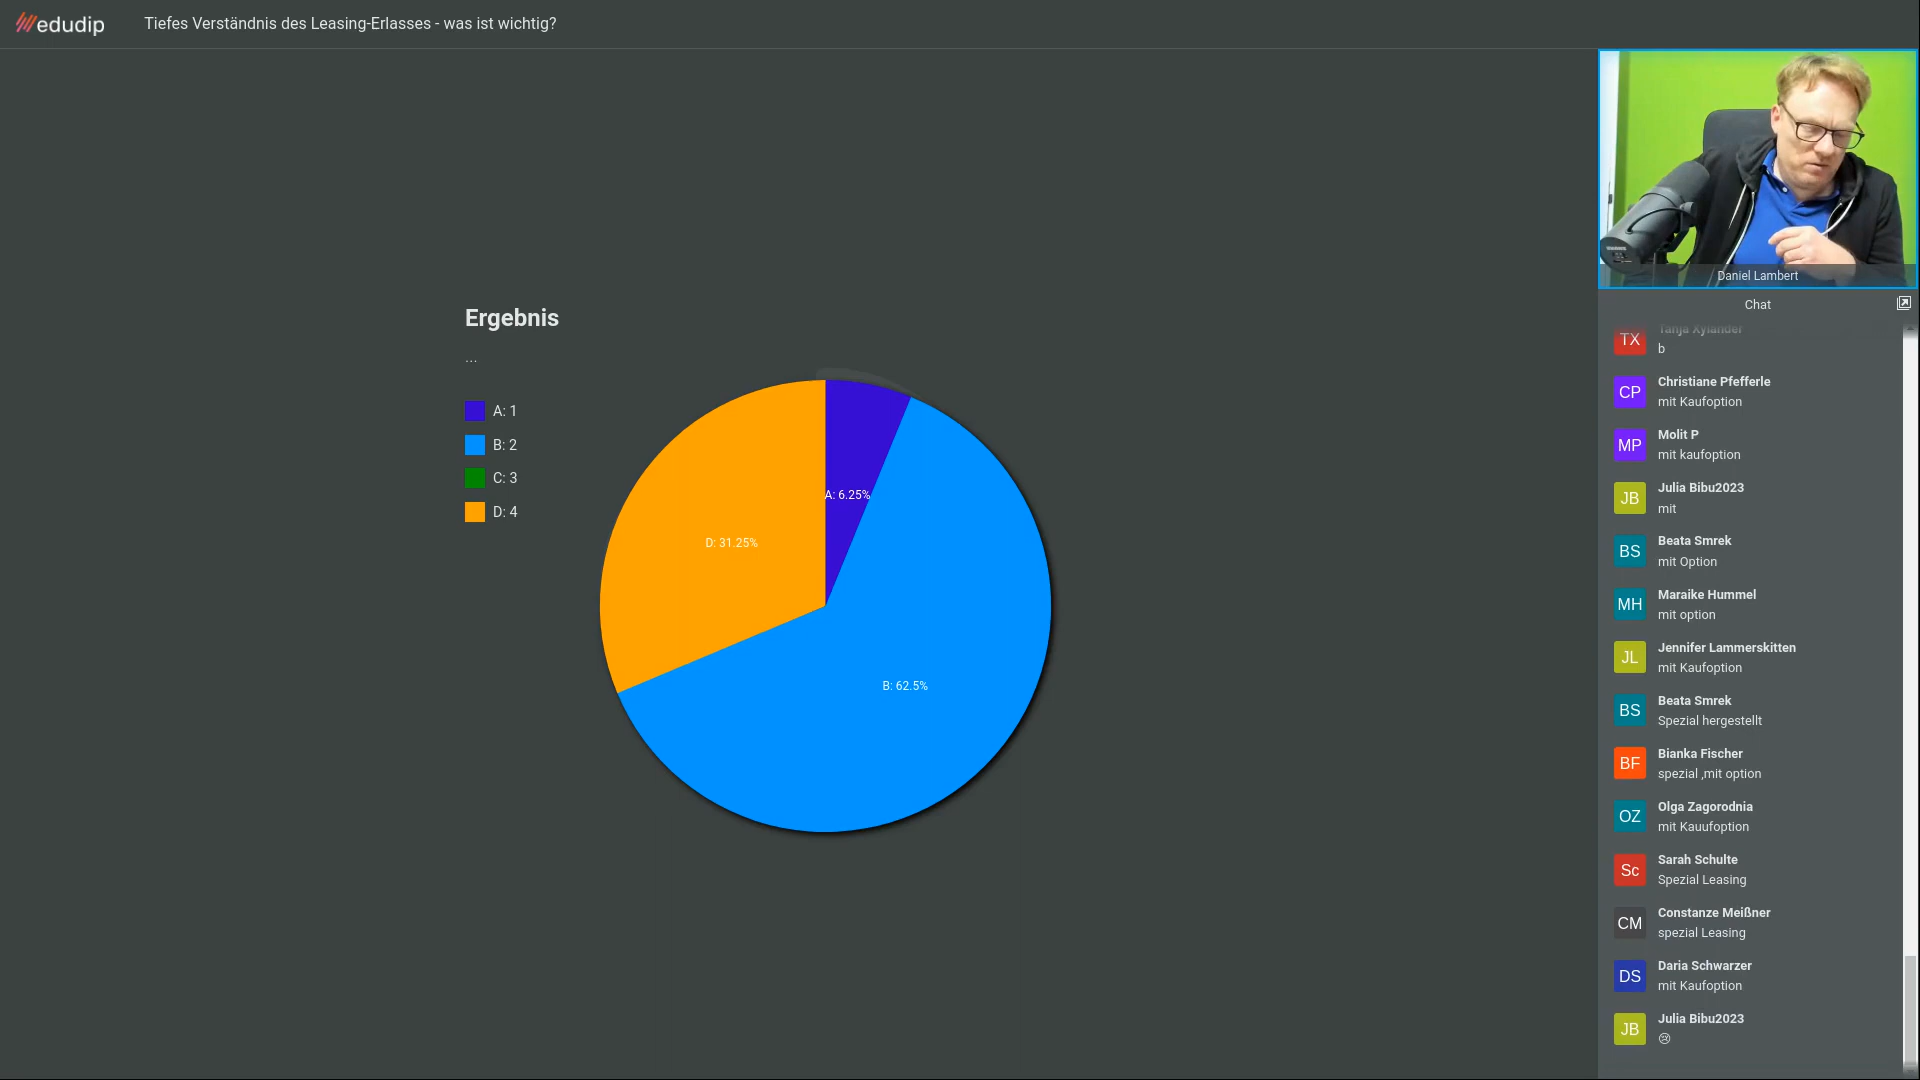 edudip
Tiefes Verständnis des Leasing-Erlasses - was ist wichtig?
Daniel Lambert
Ergebnis
...
A: 1
B: 2
C: 3
D: 4
A: 6.25%
D: 31.25%
B: 62.5%
Chat
TX
Tanja Xylander
b
CP
Christiane Pfefferle
mit Kaufoption
MP
Molit P
mit kaufoption
JB
Julia Bibu2023
mit
BS
Beata Smrek
mit Option
MH
Maraike Hummel
mit option
JL
Jennifer Lammerskitten
mit Kaufoption
BS
Beata Smrek
Spezial hergestellt
BF
Bianka Fischer
spezial ,mit option
OZ
Olga Zagorodnia
mit Kauufoption
Sc
Sarah Schulte
Spezial Leasing
CM
Constanze Meißner
spezial Leasing
DS
Daria Schwarzer
mit Kaufoption
JB
Julia Bibu2023